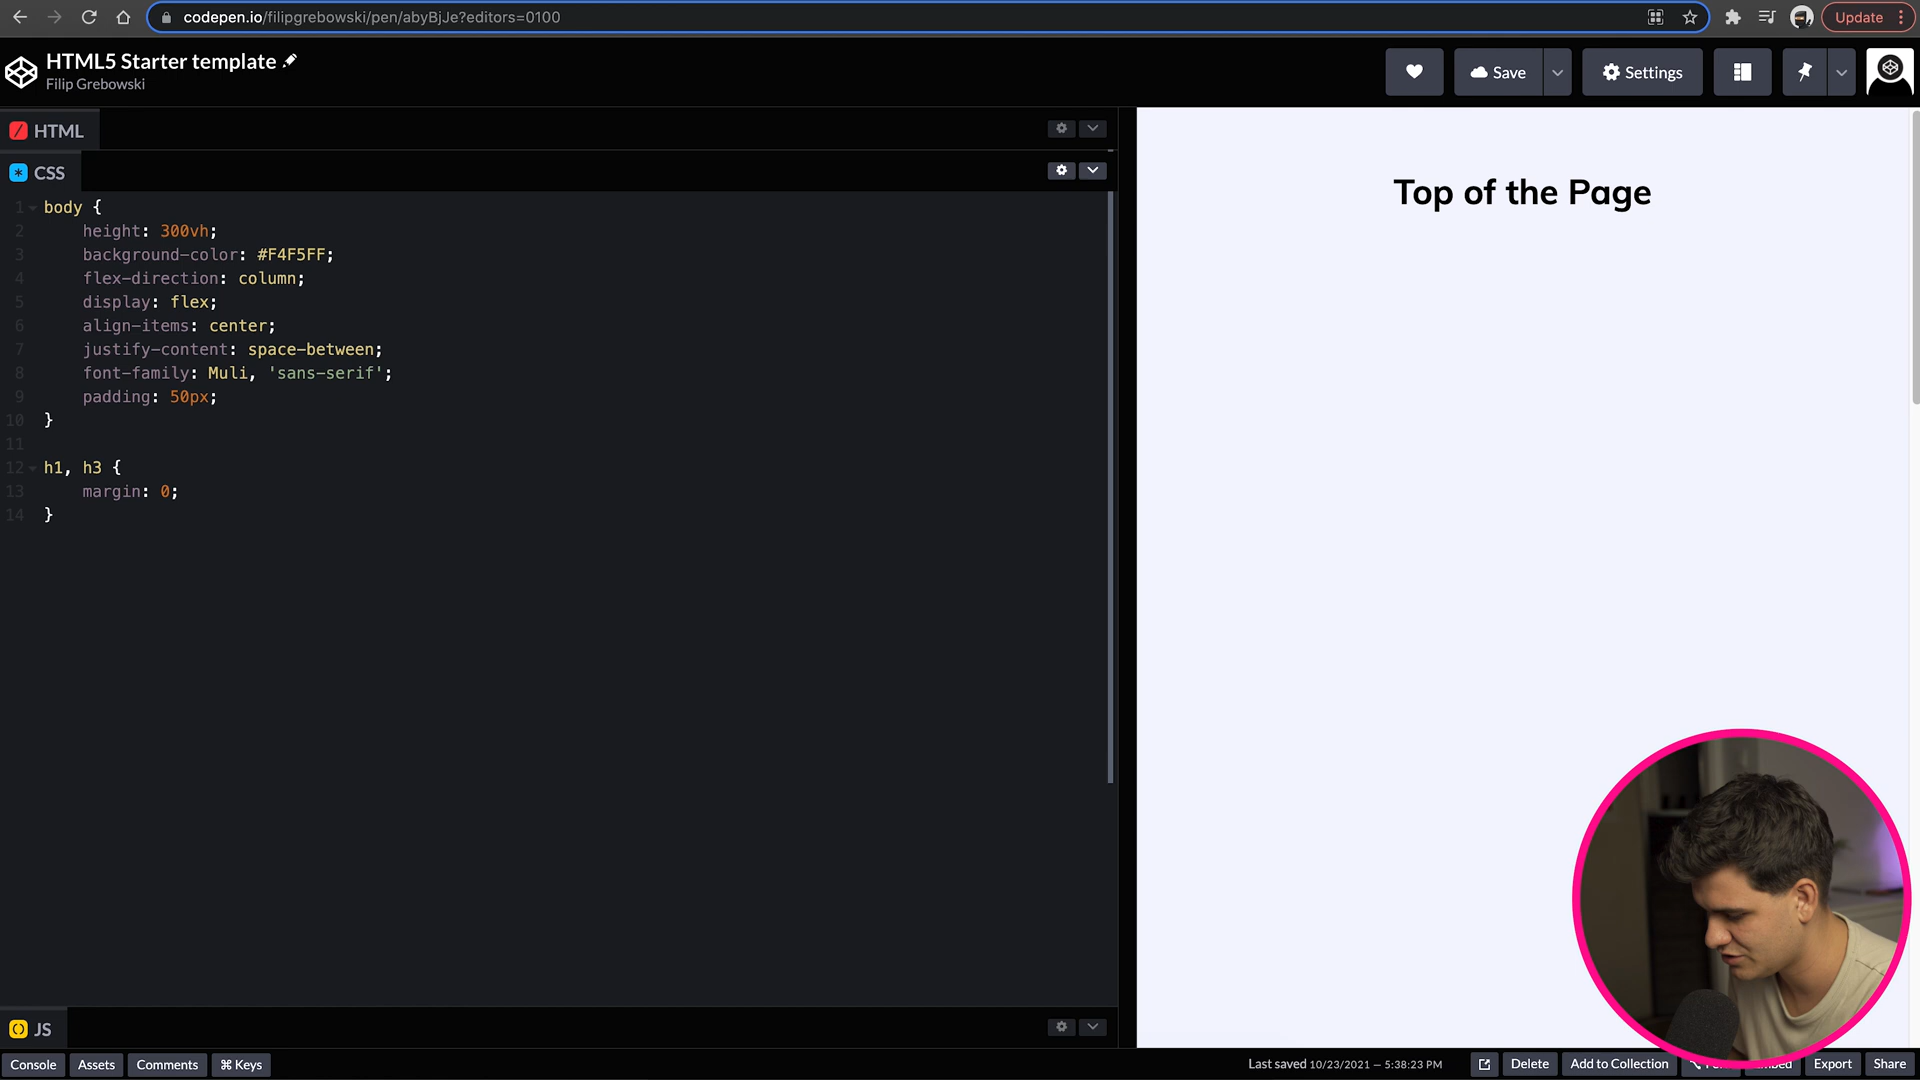 codepen.io/filipgrebowski/pen/abyBjJe?editors=0100
Update
HTML5 Starter template
Filip Grebowski
Save
Settings
HTML
CSS
1 body {
2 height: 300vh;
3 background-color: #F4F5FF;
4 flex-direction: column;
5 display: flex;
6 align-items: center;
7 justify-content: space-between;
8 font-family: Muli, 'sans-serif';
9 padding: 50px;
10 }
11
12 h1, h3 {
13 margin: 0;
14 }
Top of the Page
JS
Console
Assets
Comments
⌘ Keys
Last saved 10/23/2021 — 5:38:23 PM
Delete
Add to Collection
Export
Share